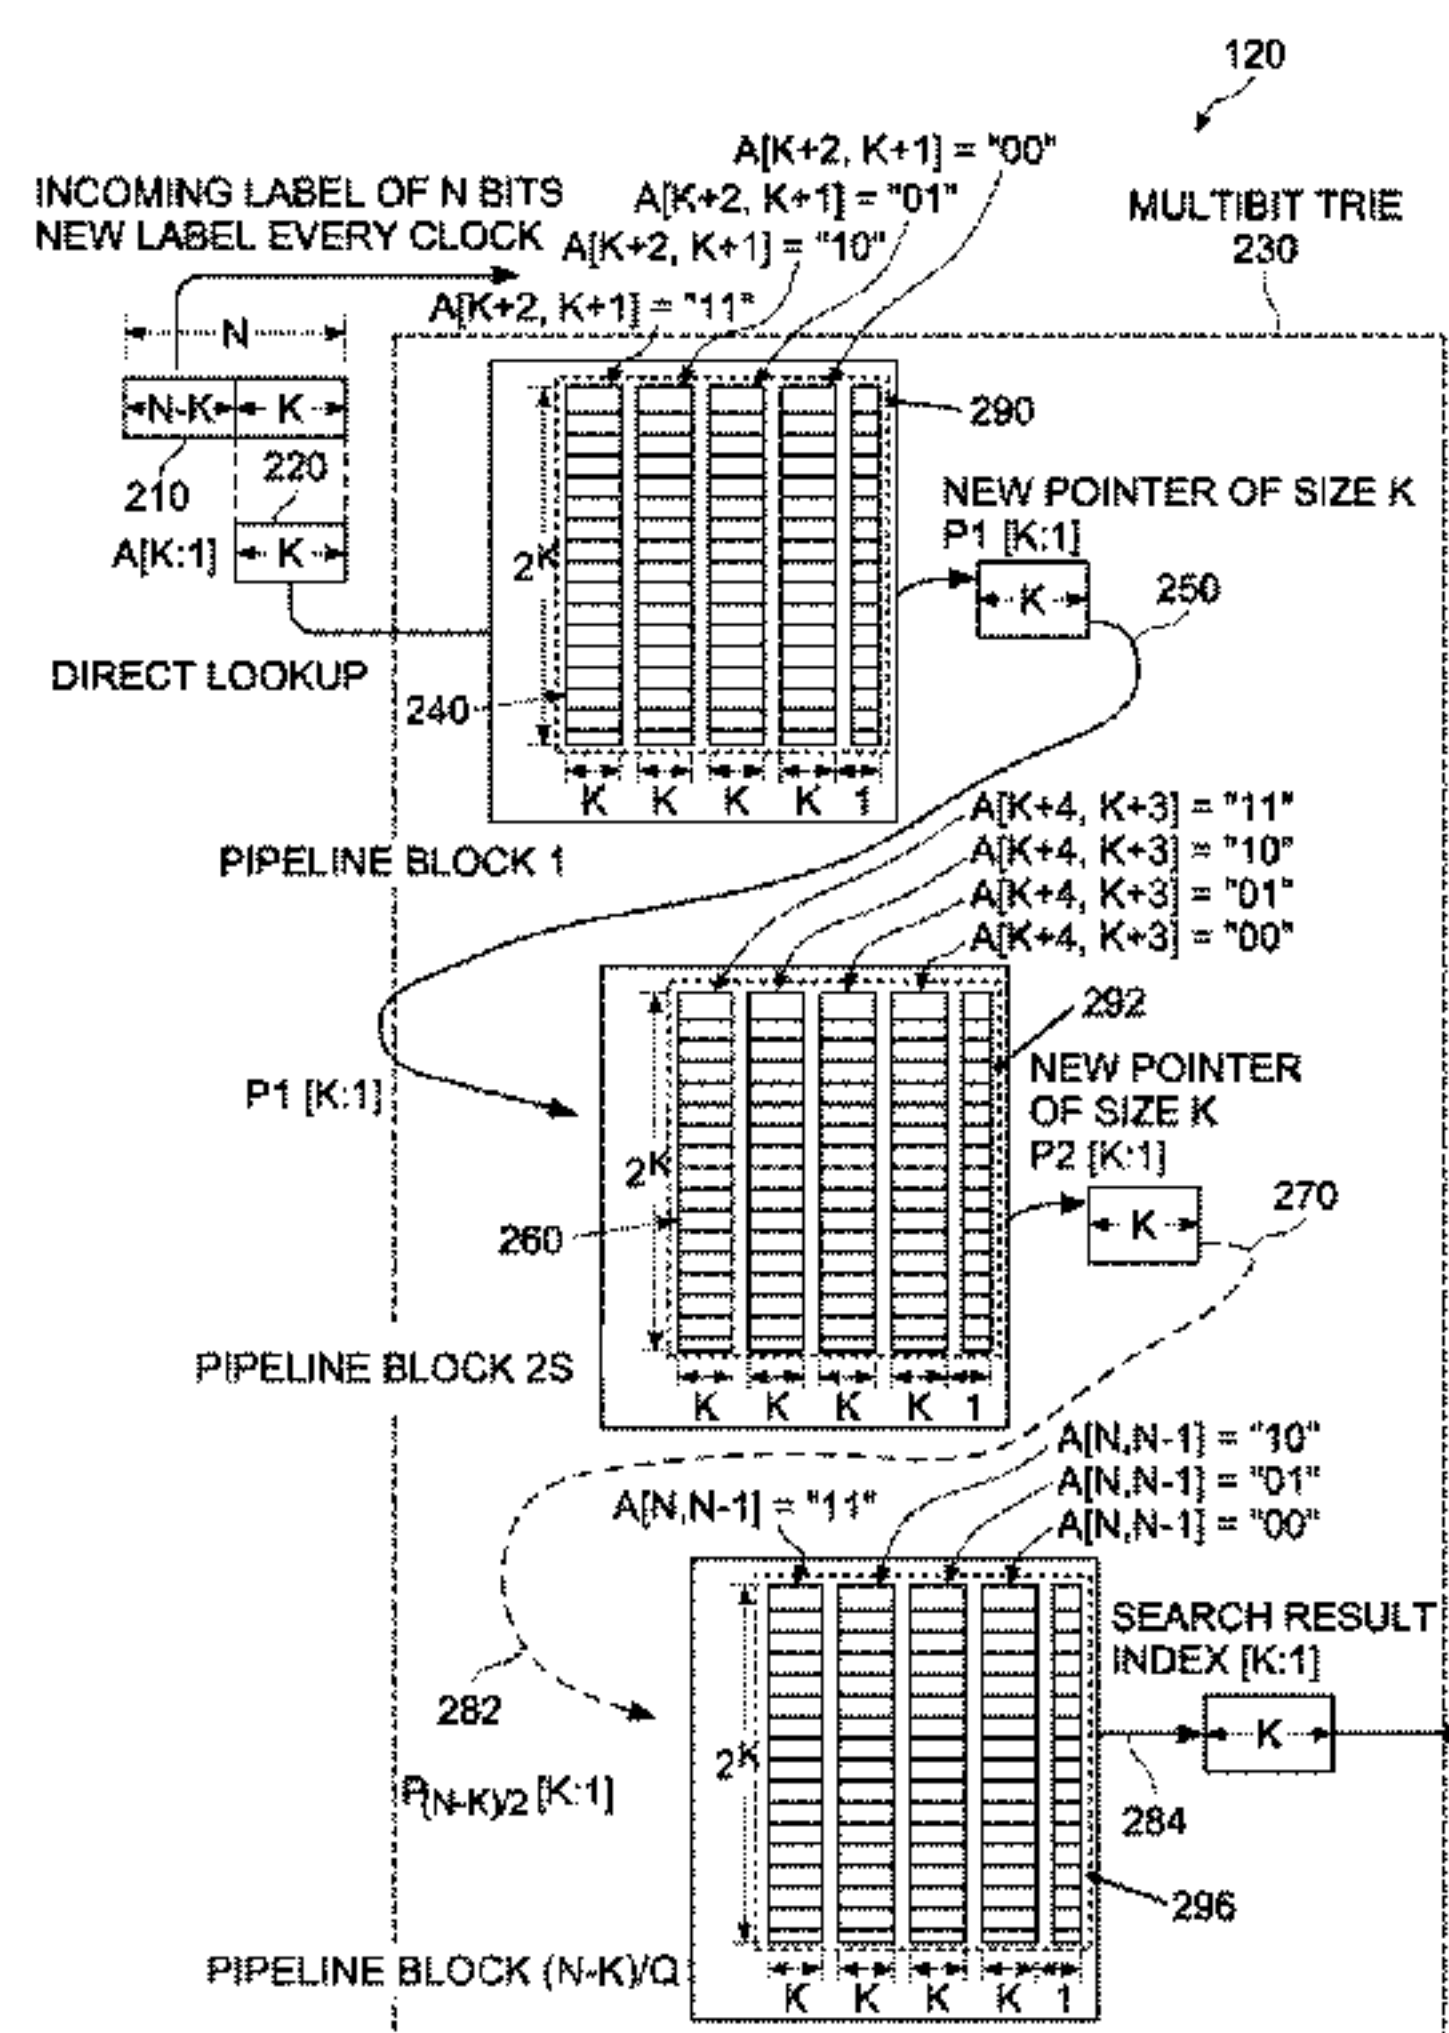 120
A[K+2, K+1] = "00"
INCOMING LABEL OF N BITS
A[K+2, K+1] = "01"
MULTIBIT TRIE
230
NEW LABEL EVERY CLOCK
A[K+2, K+1] = "10"
A[K+2, K+1] = "11"
N
N-K K
290
210
220
NEW POINTER OF SIZE K
P1 [K:1]
A[K:1]
K
2^K
K
250
DIRECT LOOKUP
240
K K K K 1
A[K+4, K+3] = "11"
PIPELINE BLOCK 1
A[K+4, K+3] = "10"
A[K+4, K+3] = "01"
A[K+4, K+3] = "00"
292
NEW POINTER
OF SIZE K
P1 [K:1]
P2 [K:1]
2^K
K
270
260
PIPELINE BLOCK 2S
K K K K 1
A[N,N-1] = "10"
A[N,N-1] = "01"
A[N,N-1] = "11"
A[N,N-1] = "00"
SEARCH RESULT
INDEX [K:1]
282
2^K
K
P(N-K)/2 [K:1]
284
296
PIPELINE BLOCK (N-K)/Q
K K K K 1